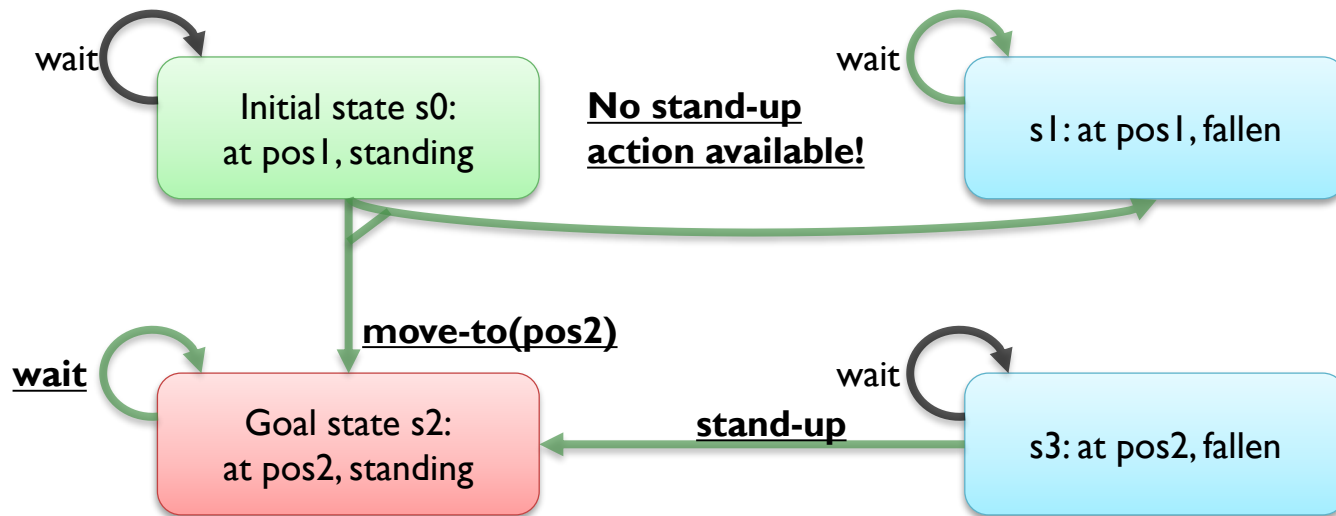 wait
Initial state s0:
at pos1, standing
No stand-up
action available!
wait
s1: at pos1, fallen
move-to(pos2)
wait
Goal state s2:
at pos2, standing
stand-up
wait
s3: at pos2, fallen